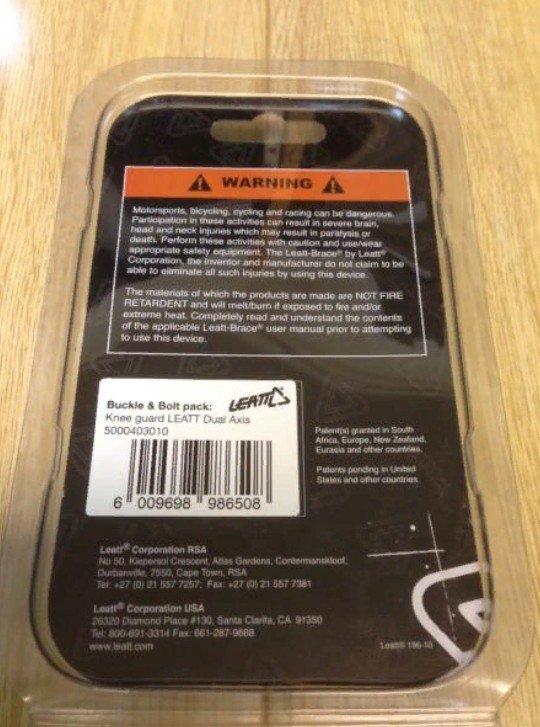 WARNING
Motorsports, bicycling, cycling and racing can be dangerous.
Participation in these activities can result in severe brain,
head and neck injuries which may result in paralysis or
death. Perform these activities with caution and use/wear
appropriate safety equipment. The Leatt-Brace® by Leatt®
Corporation, the inventor and manufacturer do not claim to be
able to eliminate all such injuries by using this device.
The materials of which the products are made are NOT FIRE
RETARDENT and will melt/burn if exposed to fire and/or
extreme heat. Completely read and understand the contents
of the applicable Leatt-Brace® user manual prior to attempting
to use this device.
Buckle & Bolt pack: LEATT
Knee guard LEATT Dual Axis
5000403010
6 009698 986508
Patent(s) granted in South
Africa, Europe, New Zealand,
Eurasia and other countries.
Patents pending in United
States and other countries
Leatt® Corporation RSA
No 50, Kiepersol Crescent, Atlas Gardens, Contermanskloof,
Durbanville, 7550, Cape Town, RSA
Tel: +27 (0) 21 557 7257; Fax: +27 (0) 21 557 7381
Leatt® Corporation USA
26320 Diamond Place #130, Santa Clarita, CA 91350
Tel: 800-691-3314 Fax: 661-287-9688
www.leatt.com
Leatt® 196-10